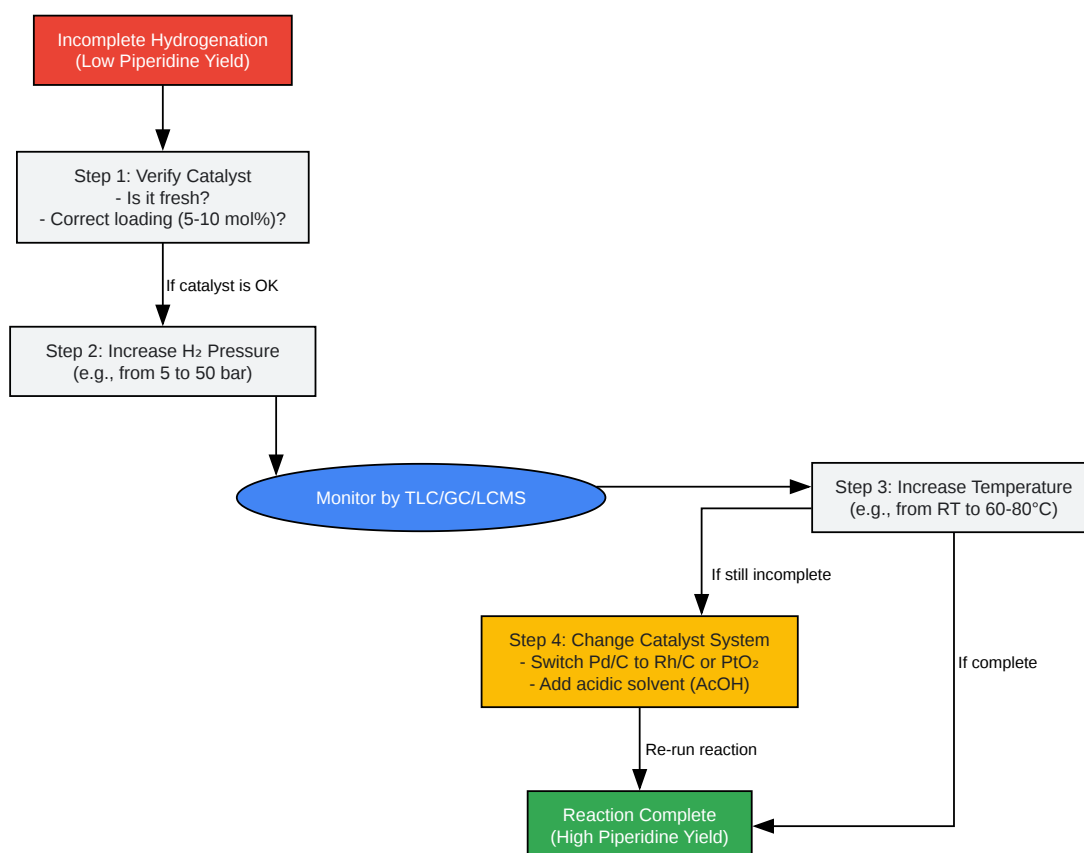 Incomplete Hydrogenation
(Low Piperidine Yield)
Step 1: Verify Catalyst
- Is it fresh?
- Correct loading (5-10 mol%)?
If catalyst is OK
Step 2: Increase H₂ Pressure
(e.g., from 5 to 50 bar)
Monitor by TLC/GC/LCMS
Step 3: Increase Temperature
(e.g., from RT to 60-80°C)
If still incomplete
Step 4: Change Catalyst System
- Switch Pd/C to Rh/C or PtO₂
- Add acidic solvent (AcOH)
If complete
Re-run reaction
Reaction Complete
(High Piperidine Yield)